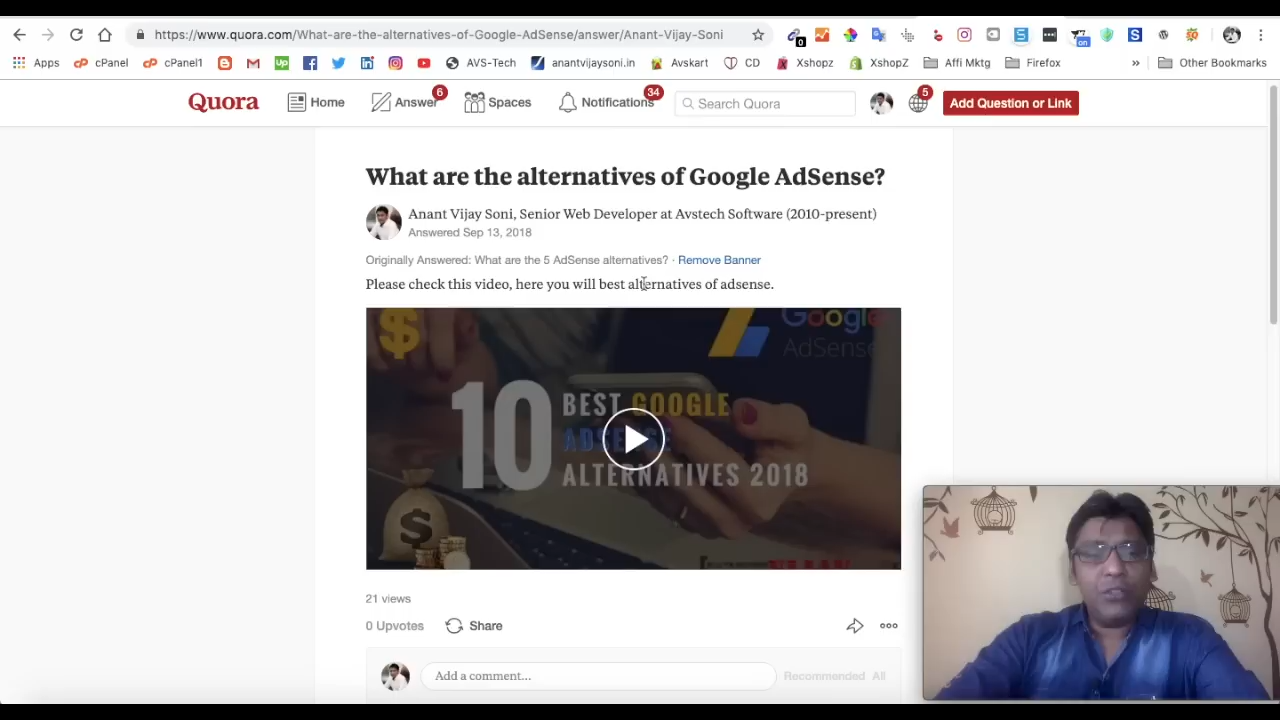 https://www.quora.com/What-are-the-alternatives-of-Google-AdSense/answer/Anant-Vijay-Soni
0
on
S
Apps
cPanel
cPanel1
Up
AVS-Tech
anantvijaysoni.in
Avskart
CD
Xshopz
XshopZ
Affi Mktg
Firefox
»
Other Bookmarks
Quora
Home
Answer
6
Spaces
Notifications
34
Search Quora
5
Add Question or Link
What are the alternatives of Google AdSense?
Anant Vijay Soni, Senior Web Developer at Avstech Software (2010-present)
Answered Sep 13, 2018
Originally Answered: What are the 5 AdSense alternatives? · Remove Banner
Please check this video, here you will best alternatives of adsense.
Google
AdSense
10
BEST GOOGLE
ADSENSE
ALTERNATIVES 2018
21 views
0 Upvotes
Share
Add a comment...
Recommended All